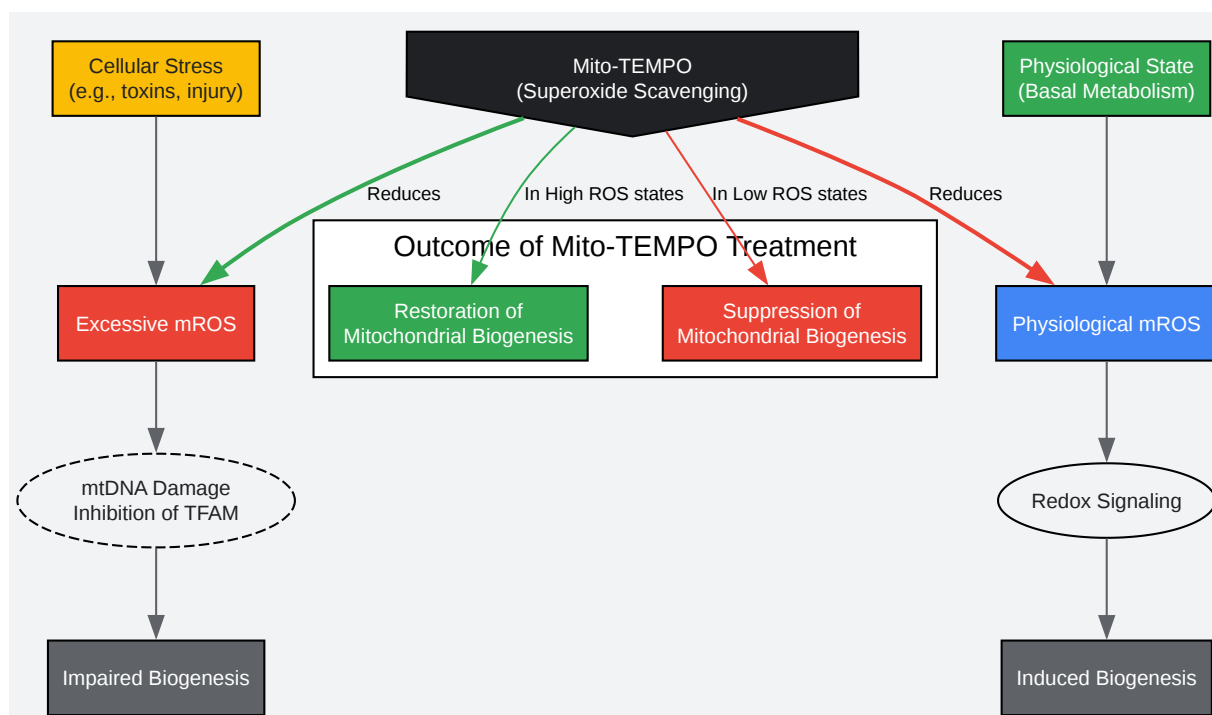 Cellular Stress
(e.g., toxins, injury)
Mito-TEMPO
(Superoxide Scavenging)
Physiological State
(Basal Metabolism)
Reduces
In High ROS states
In Low ROS states
Reduces
Outcome of Mito-TEMPO Treatment
Excessive mROS
Restoration of
Mitochondrial Biogenesis
Suppression of
Mitochondrial Biogenesis
Physiological mROS
mtDNA Damage
Inhibition of TFAM
Redox Signaling
Impaired Biogenesis
Induced Biogenesis